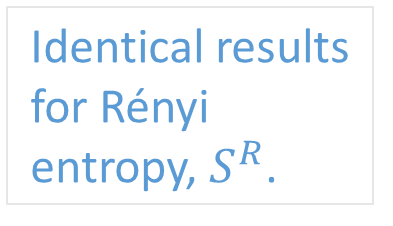 Identical results
for Rényi
entropy, $S^R$.